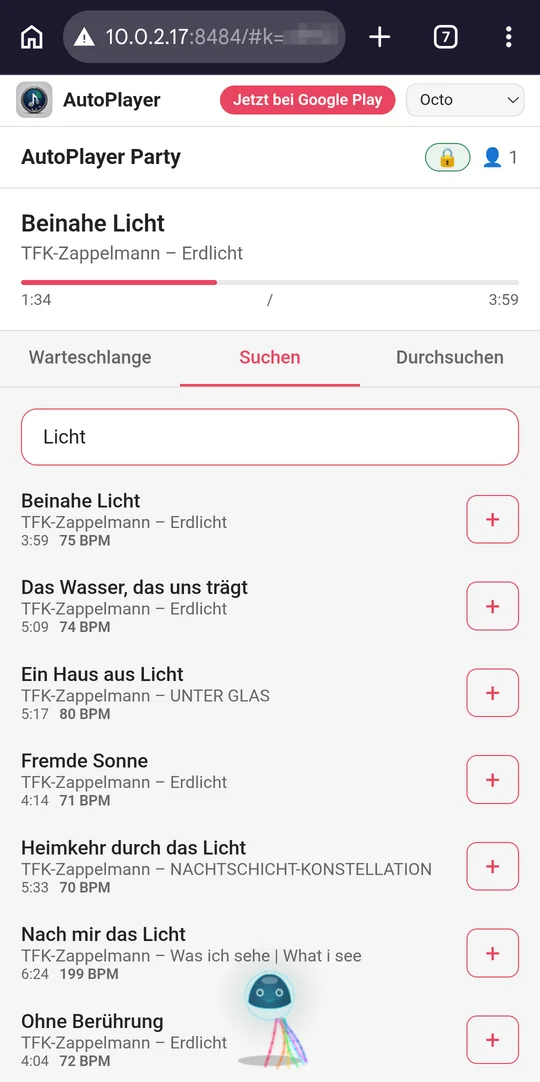 10.0.2.17:8484/#k=
7
AutoPlayer
Jetzt bei Google Play
Octo
AutoPlayer Party
1
Beinahe Licht
TFK-Zappelmann – Erdlicht
1:34 / 3:59
Warteschlange
Suchen
Durchsuchen
Licht
Beinahe Licht
TFK-Zappelmann – Erdlicht
3:59 75 BPM
+
Das Wasser, das uns trägt
TFK-Zappelmann – Erdlicht
5:09 74 BPM
+
Ein Haus aus Licht
TFK-Zappelmann – UNTER GLAS
5:17 80 BPM
+
Fremde Sonne
TFK-Zappelmann – Erdlicht
4:14 71 BPM
+
Heimkehr durch das Licht
TFK-Zappelmann – NACHTSCHICHT-KONSTELLATION
5:33 70 BPM
+
Nach mir das Licht
TFK-Zappelmann – Was ich sehe | What i see
6:24 199 BPM
+
Ohne Berührung
TFK-Zappelmann – Erdlicht
4:04 72 BPM
+